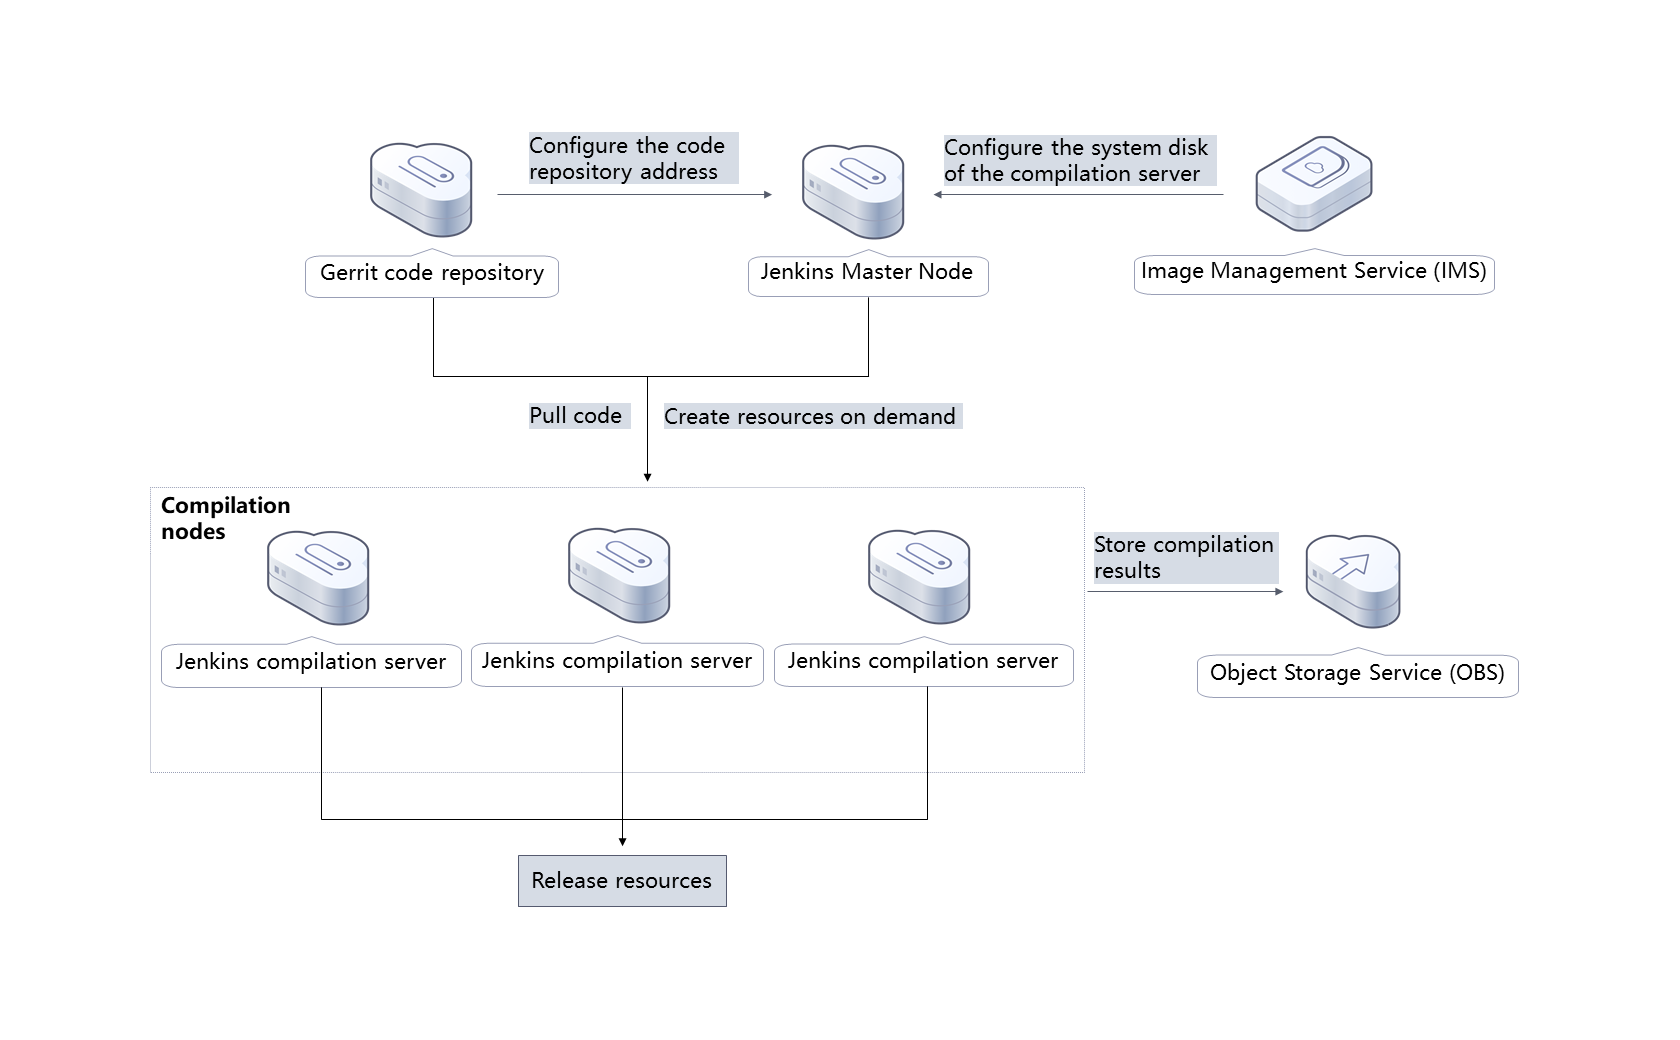 Configure the code
repository address
Configure the system disk
of the compilation server
Gerrit code repository
Jenkins Master Node
Image Management Service (IMS)
Pull code
Create resources on demand
Compilation
nodes
Store compilation
results
Jenkins compilation server
Jenkins compilation server
Jenkins compilation server
Object Storage Service (OBS)
Release resources